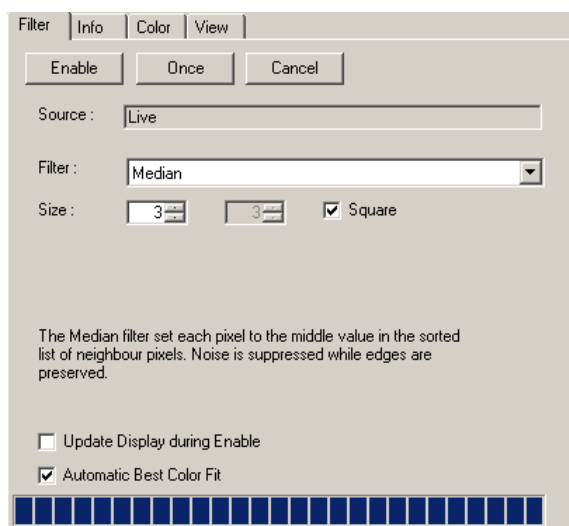 Filter Info Color View
Enable Once Cancel
Source : Live
Filter : Median
Size : 3 3 Square
The Median filter set each pixel to the middle value in the sorted
list of neighbour pixels. Noise is suppressed while edges are
preserved.
Update Display during Enable
Automatic Best Color Fit